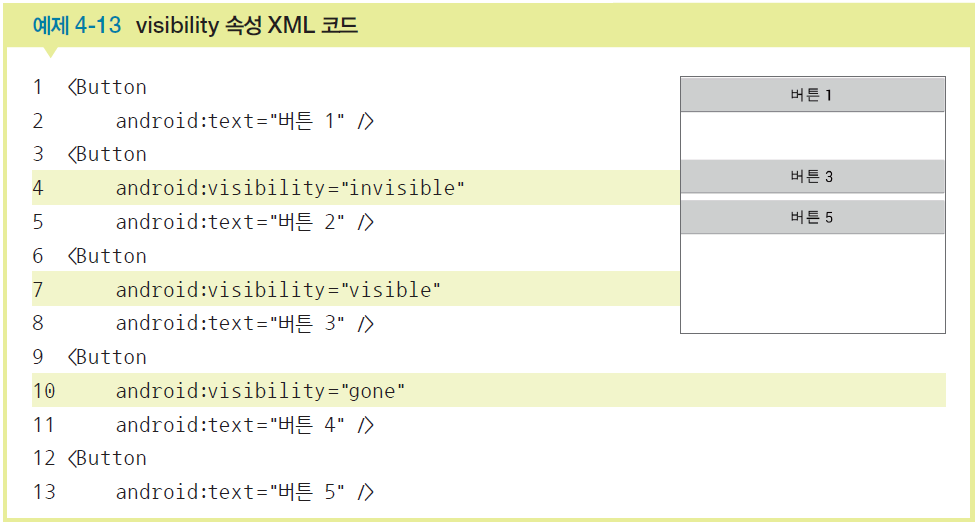 예제 4-13 visibility 속성 XML 코드
1 <Button
2 android:text="버튼 1" />
3 <Button
4 android:visibility="invisible"
5 android:text="버튼 2" />
6 <Button
7 android:visibility="visible"
8 android:text="버튼 3" />
9 <Button
10 android:visibility="gone"
11 android:text="버튼 4" />
12 <Button
13 android:text="버튼 5" />
버튼 1
버튼 3
버튼 5